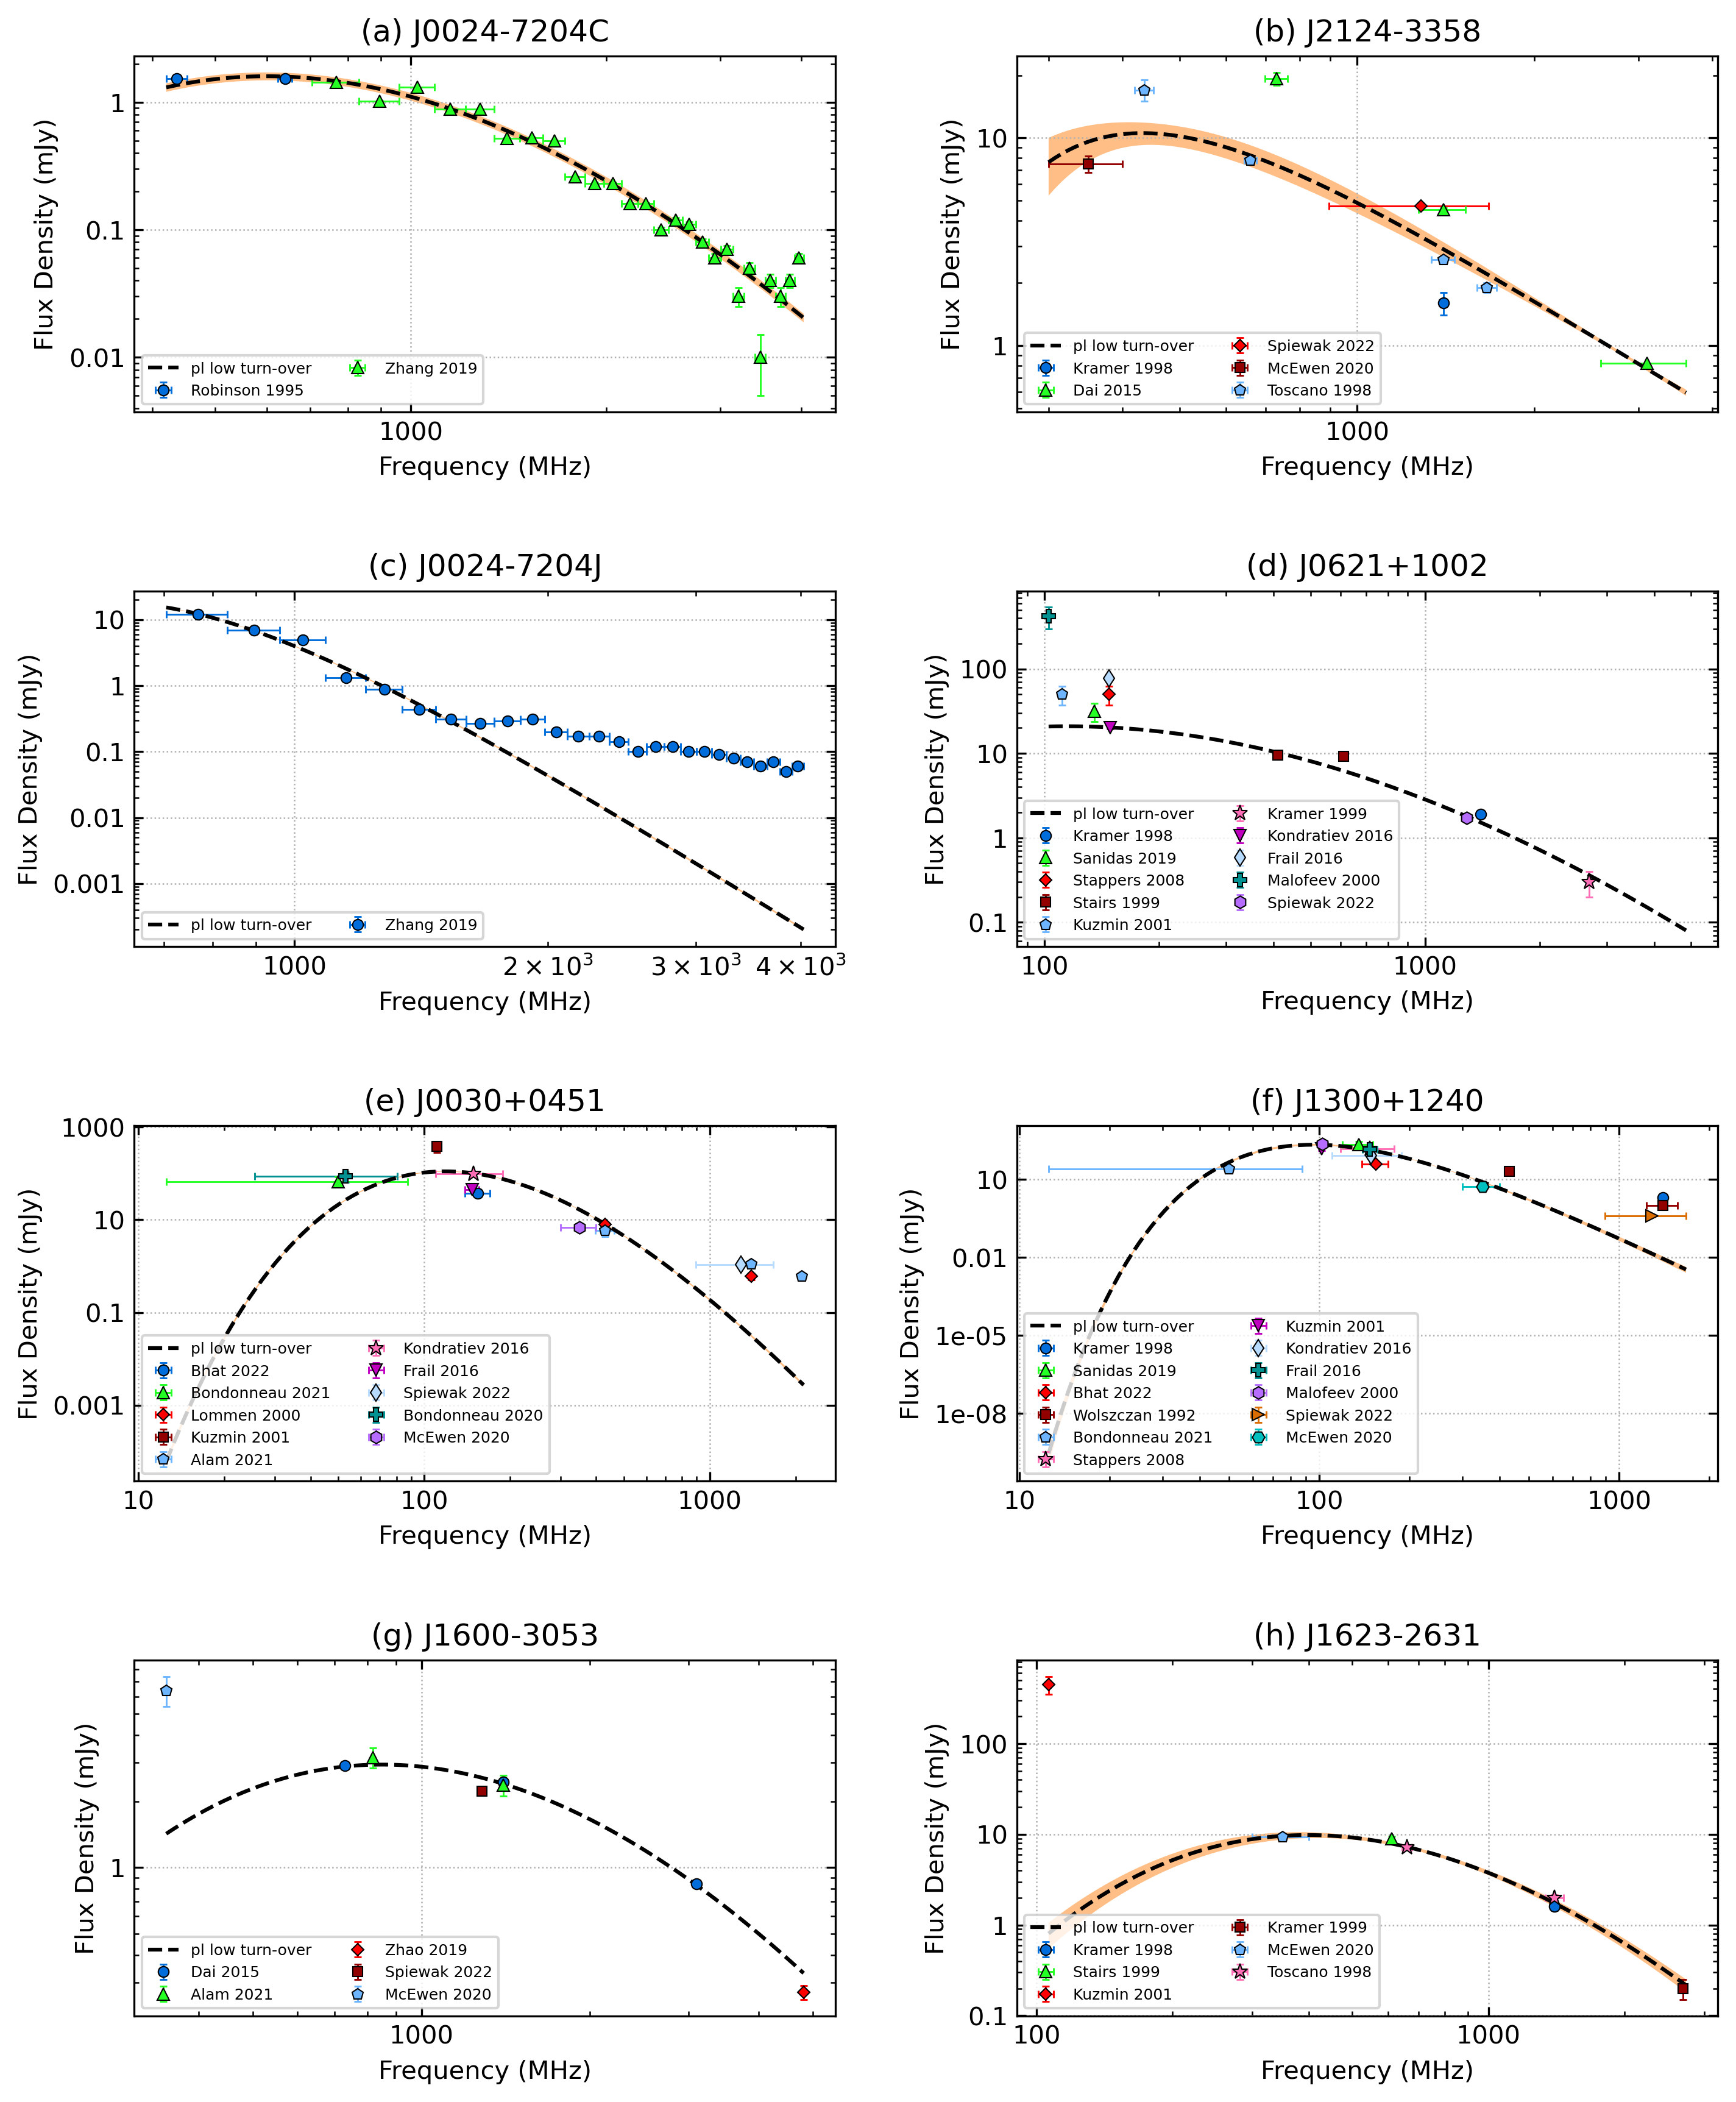 (a) J0024-7204C
Flux Density (mJy)
1
0.1
0.01
pl low turn-over
Robinson 1995
Zhang 2019
1000
Frequency (MHz)
(b) J2124-3358
Flux Density (mJy)
10
1
pl low turn-over
Kramer 1998
Dai 2015
Spiewak 2022
McEwen 2020
Toscano 1998
1000
Frequency (MHz)
(c) J0024-7204J
Flux Density (mJy)
10
1
0.1
0.01
0.001
pl low turn-over
Zhang 2019
1000
2 × 10³
3 × 10³
4 × 10³
Frequency (MHz)
(d) J0621+1002
Flux Density (mJy)
100
10
1
0.1
pl low turn-over
Kramer 1998
Sanidas 2019
Stappers 2008
Stairs 1999
Kuzmin 2001
Kramer 1999
Kondratiev 2016
Frail 2016
Malofeev 2000
Spiewak 2022
100
1000
Frequency (MHz)
(e) J0030+0451
Flux Density (mJy)
1000
10
0.1
0.001
pl low turn-over
Bhat 2022
Bondonneau 2021
Lommen 2000
Kuzmin 2001
Alam 2021
Kondratiev 2016
Frail 2016
Spiewak 2022
Bondonneau 2020
McEwen 2020
10
100
1000
Frequency (MHz)
(f) J1300+1240
Flux Density (mJy)
10
0.01
1e-05
1e-08
pl low turn-over
Kramer 1998
Sanidas 2019
Bhat 2022
Wolszczan 1992
Bondonneau 2021
Stappers 2008
Kuzmin 2001
Kondratiev 2016
Frail 2016
Malofeev 2000
Spiewak 2022
McEwen 2020
10
100
1000
Frequency (MHz)
(g) J1600-3053
Flux Density (mJy)
1
pl low turn-over
Dai 2015
Alam 2021
Zhao 2019
Spiewak 2022
McEwen 2020
1000
Frequency (MHz)
(h) J1623-2631
Flux Density (mJy)
100
10
1
0.1
pl low turn-over
Kramer 1998
Stairs 1999
Kuzmin 2001
Kramer 1999
McEwen 2020
Toscano 1998
100
1000
Frequency (MHz)